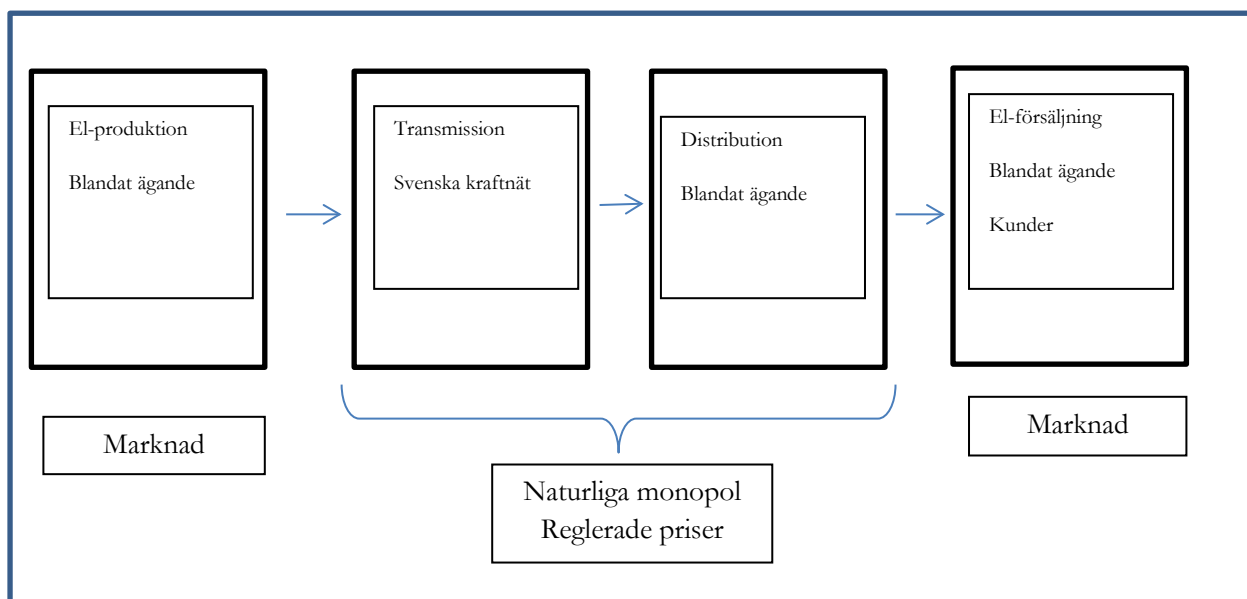 El-produktion
Blandat ägande
Transmission
Svenska kraftnät
Distribution
Blandat ägande
El-försäljning
Blandat ägande
Kunder
Marknad
Naturliga monopol
Reglerade priser
Marknad